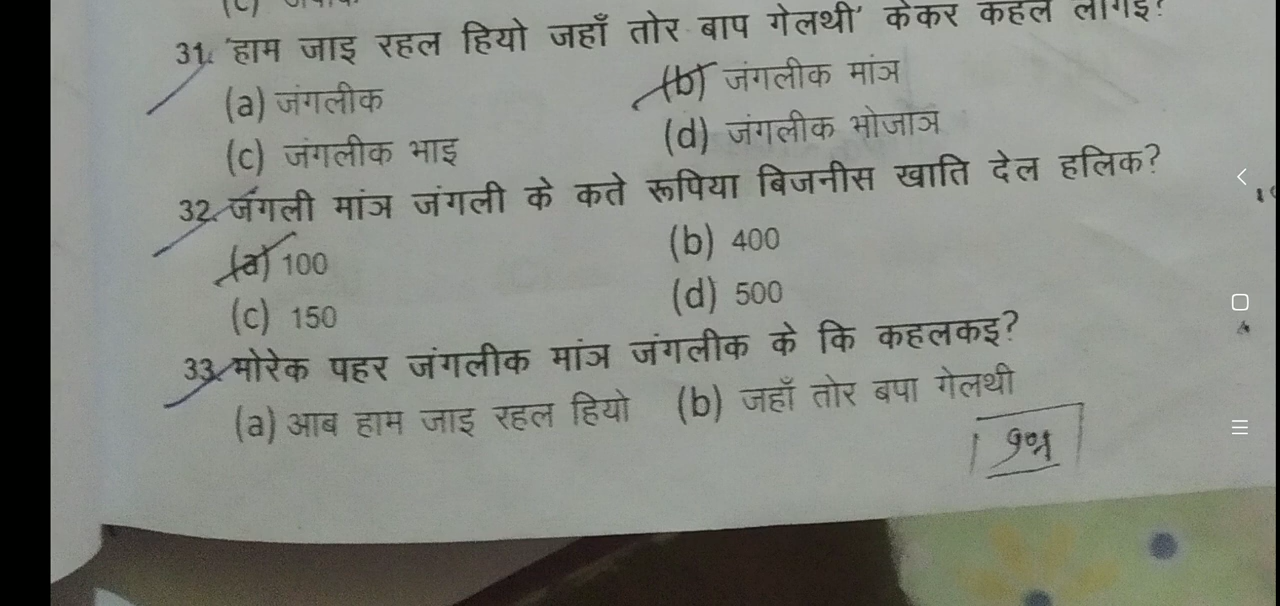 31. 'हाम जाइ रहल हियो जहाँ तोर बाप गेलथी' केकर कहल लागइ?
(a) जंगलीक (b) जंगलीक मांञ
(c) जंगलीक भाइ (d) जंगलीक भोजाञ
32. जंगली मांञ जंगली के कते रूपिया बिजनीस खाति देल हलिक?
(a) 100 (b) 400
(c) 150 (d) 500
33. मोरेक पहर जंगलीक मांञ जंगलीक के कि कहलकइ?
(a) आब हाम जाइ रहल हियो (b) जहाँ तोर बपा गेलथी